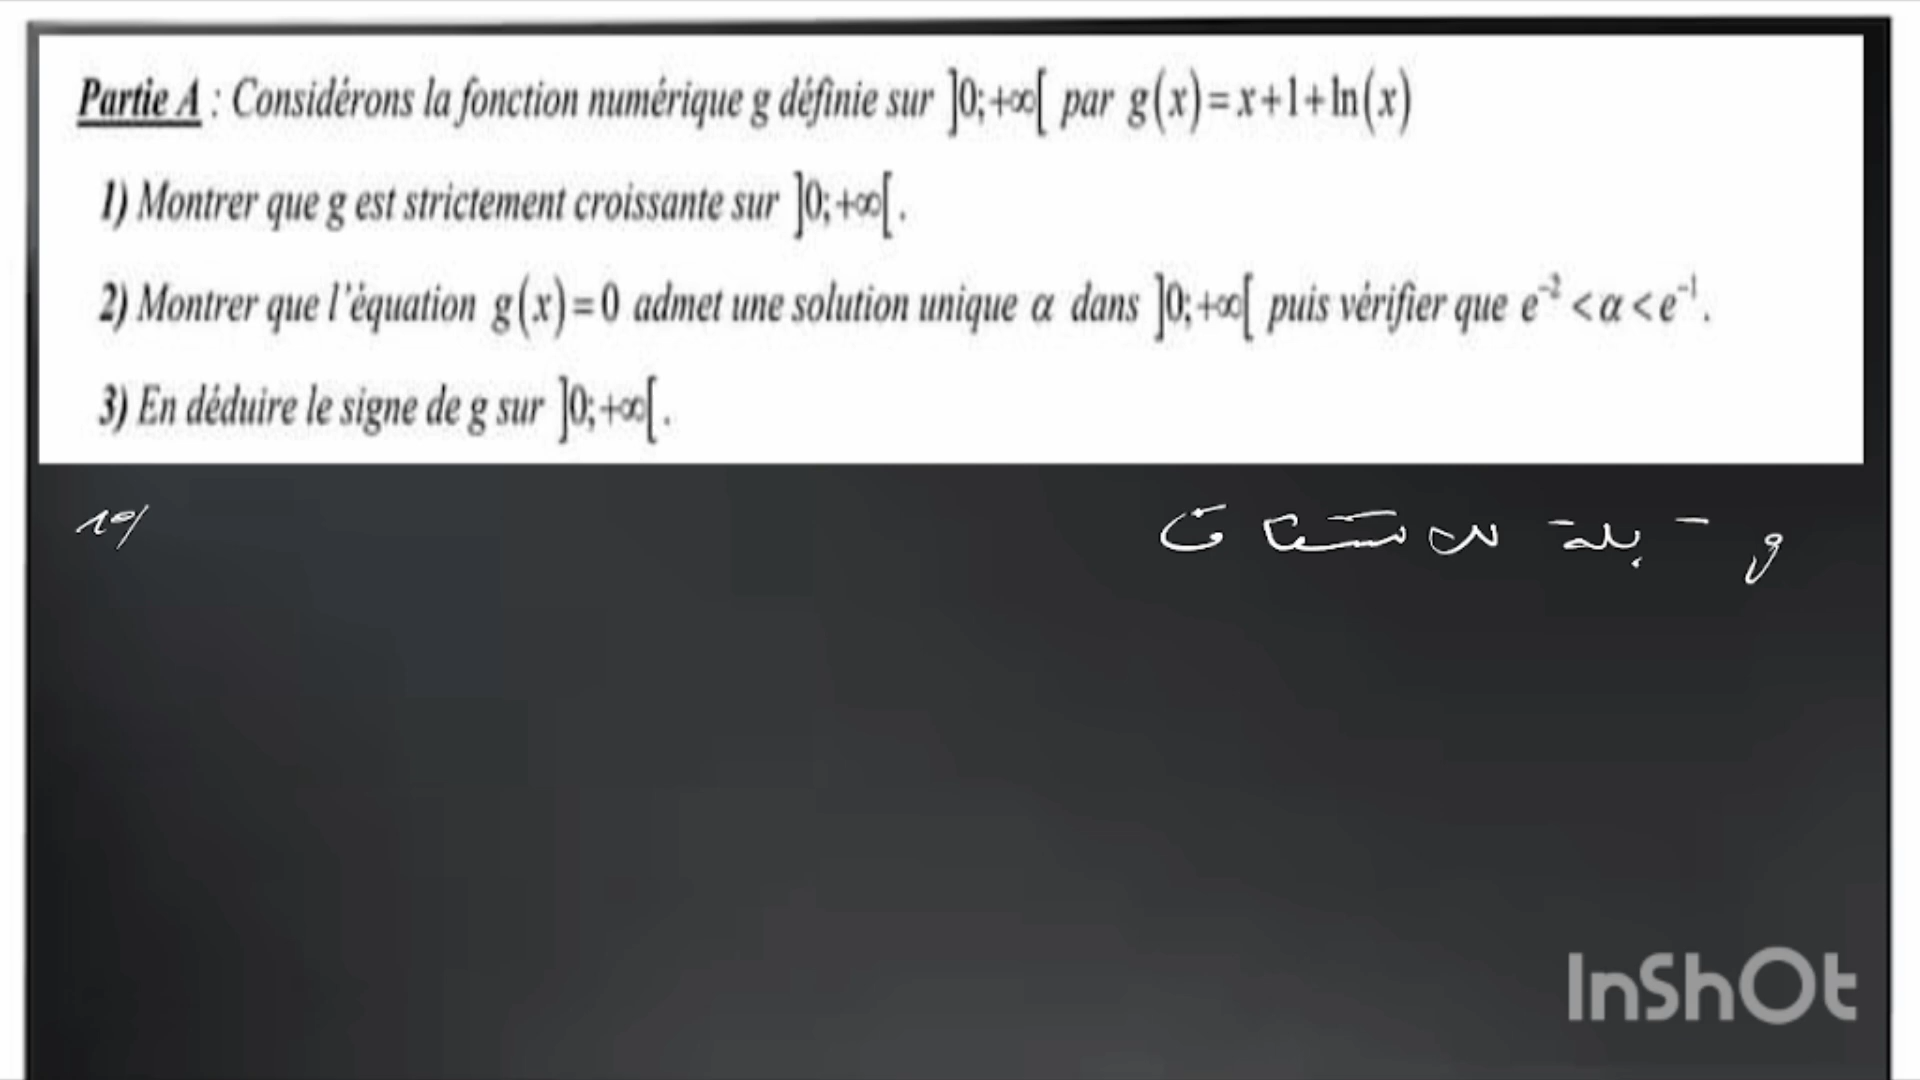 Partie A : Considérons la fonction numérique g définie sur ]0;+∞[ par g(x)=x+1+ln(x)
1) Montrer que g est strictement croissante sur ]0;+∞[.
2) Montrer que l'équation g(x)=0 admet une solution unique α dans ]0;+∞[ puis vérifier que e⁻²<α<e⁻¹.
3) En déduire le signe de g sur ]0;+∞[.
1°/
InShOt